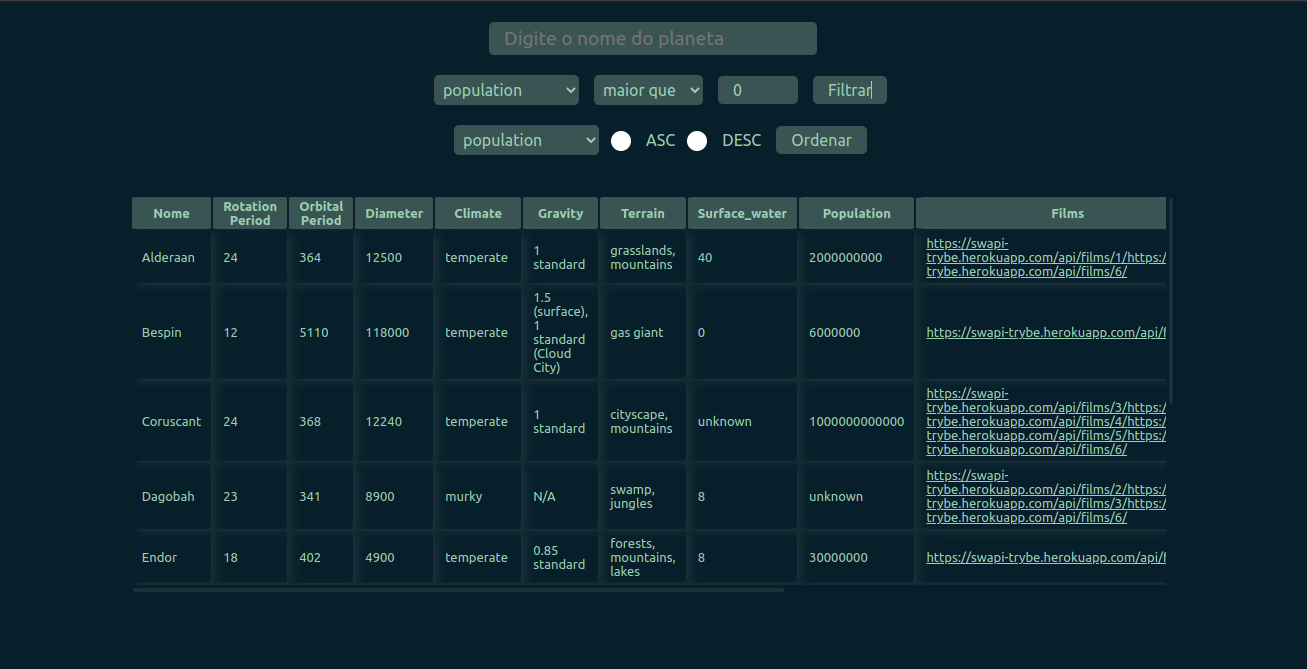 Digite o nome do planeta
population maior que 0 Filtrar
population ASC DESC Ordenar
Nome Rotation Period Orbital Period Diameter Climate Gravity Terrain Surface_water Population Films
Alderaan 24 364 12500 temperate 1 standard grasslands, mountains 40 2000000000 https://swapi-
trybe.herokuapp.com/api/films/1/https:/
trybe.herokuapp.com/api/films/6/
Bespin 12 5110 118000 temperate 1.5 (surface), 1 standard (Cloud City) gas giant 0 6000000 https://swapi-trybe.herokuapp.com/api/f
Coruscant 24 368 12240 temperate 1 standard cityscape, mountains unknown 1000000000000 https://swapi-
trybe.herokuapp.com/api/films/3/https:/
trybe.herokuapp.com/api/films/4/https:/
trybe.herokuapp.com/api/films/5/https:/
trybe.herokuapp.com/api/films/6/
Dagobah 23 341 8900 murky N/A swamp, jungles 8 unknown https://swapi-
trybe.herokuapp.com/api/films/2/https:/
trybe.herokuapp.com/api/films/3/https:/
trybe.herokuapp.com/api/films/6/
Endor 18 402 4900 temperate 0.85 standard forests, mountains, lakes 8 30000000 https://swapi-trybe.herokuapp.com/api/f